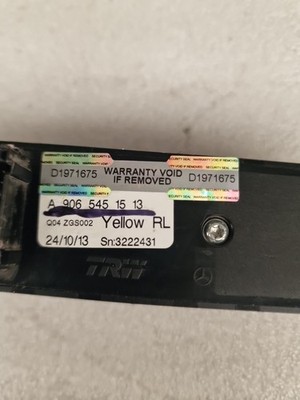 D1971675 WARRANTY VOID IF REMOVED D1971675
A 906 545 15 13
Q04 ZGS002 Yellow RL
24/10/13 Sn:3222431
TRW